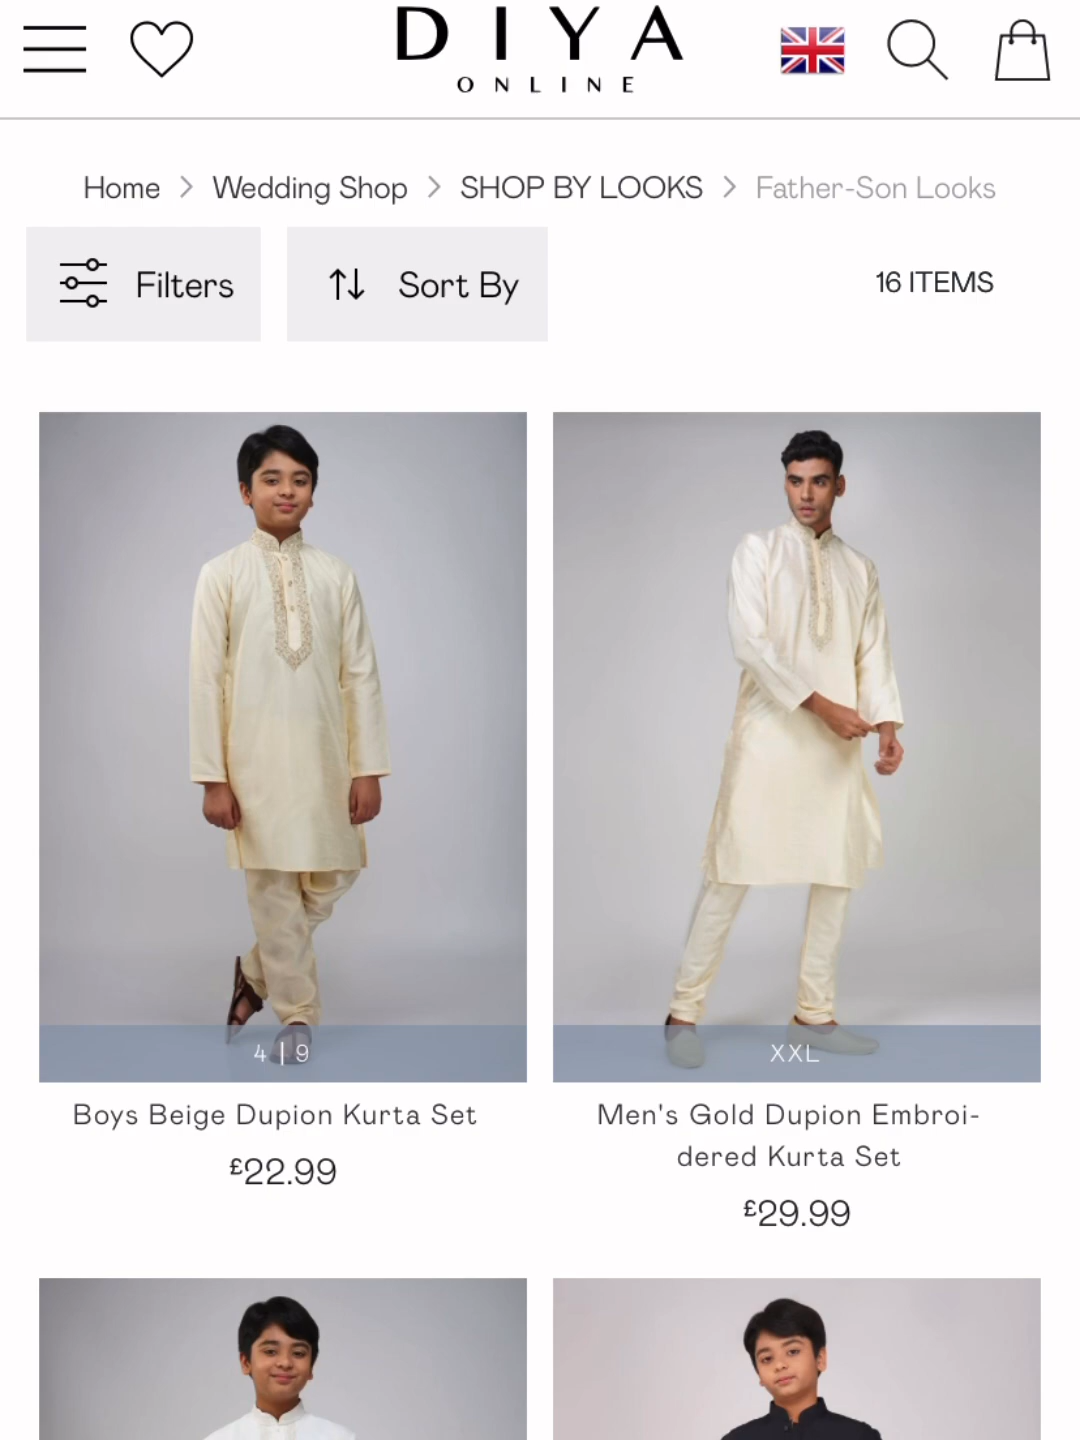 DIYA
ONLINE
Home > Wedding Shop > SHOP BY LOOKS > Father-Son Looks
Filters
Sort By
16 ITEMS
4 | 9
XXL
Boys Beige Dupion Kurta Set
£22.99
Men's Gold Dupion Embroi-
dered Kurta Set
£29.99